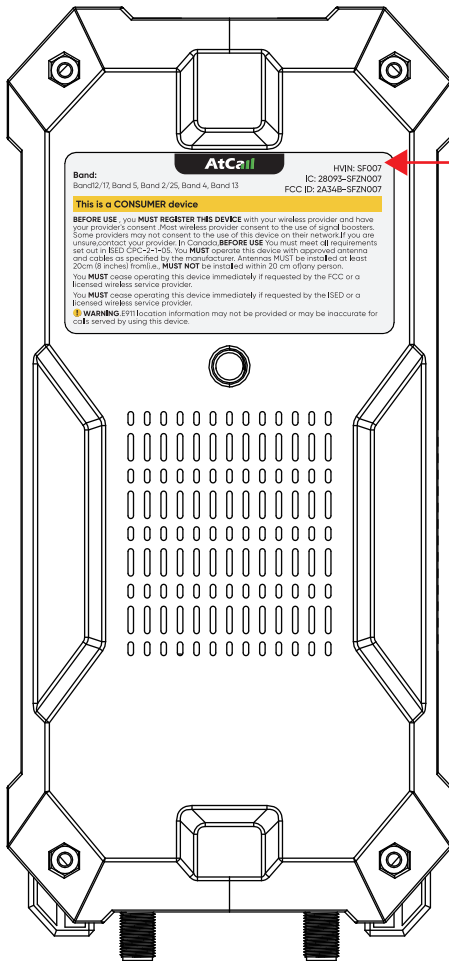 AtCall
HVIN: SF007
Band:
IC: 28093-SFZN007
Band12/17, Band 5, Band 2/25, Band 4, Band 13
FCC ID: 2A34B-SFZN007
This is a CONSUMER device
BEFORE USE , you MUST REGISTER THIS DEVICE with your wireless provider and have
your provider's consent .Most wireless provider consent to the use of signal boosters.
Some providers may not consent to the use of this device on their network.If you are
unsure,contact your provider. In Canada,BEFORE USE You must meet all requirements
set out in ISED CPC-2-1-05. You MUST operate this device with approved antenna
and cables as specified by the manufacturer. Antennas MUST be installed at least
20cm (8 inches) from(i.e., MUST NOT be installed within 20 cm of)any person.
You MUST cease operating this device immediately if requested by the FCC or a
licensed wireless service provider.
You MUST cease operating this device immediately if requested by the ISED or a
licensed wireless service provider.
WARNING.E911 location information may not be provided or may be inaccurate for
calls served by using this device.